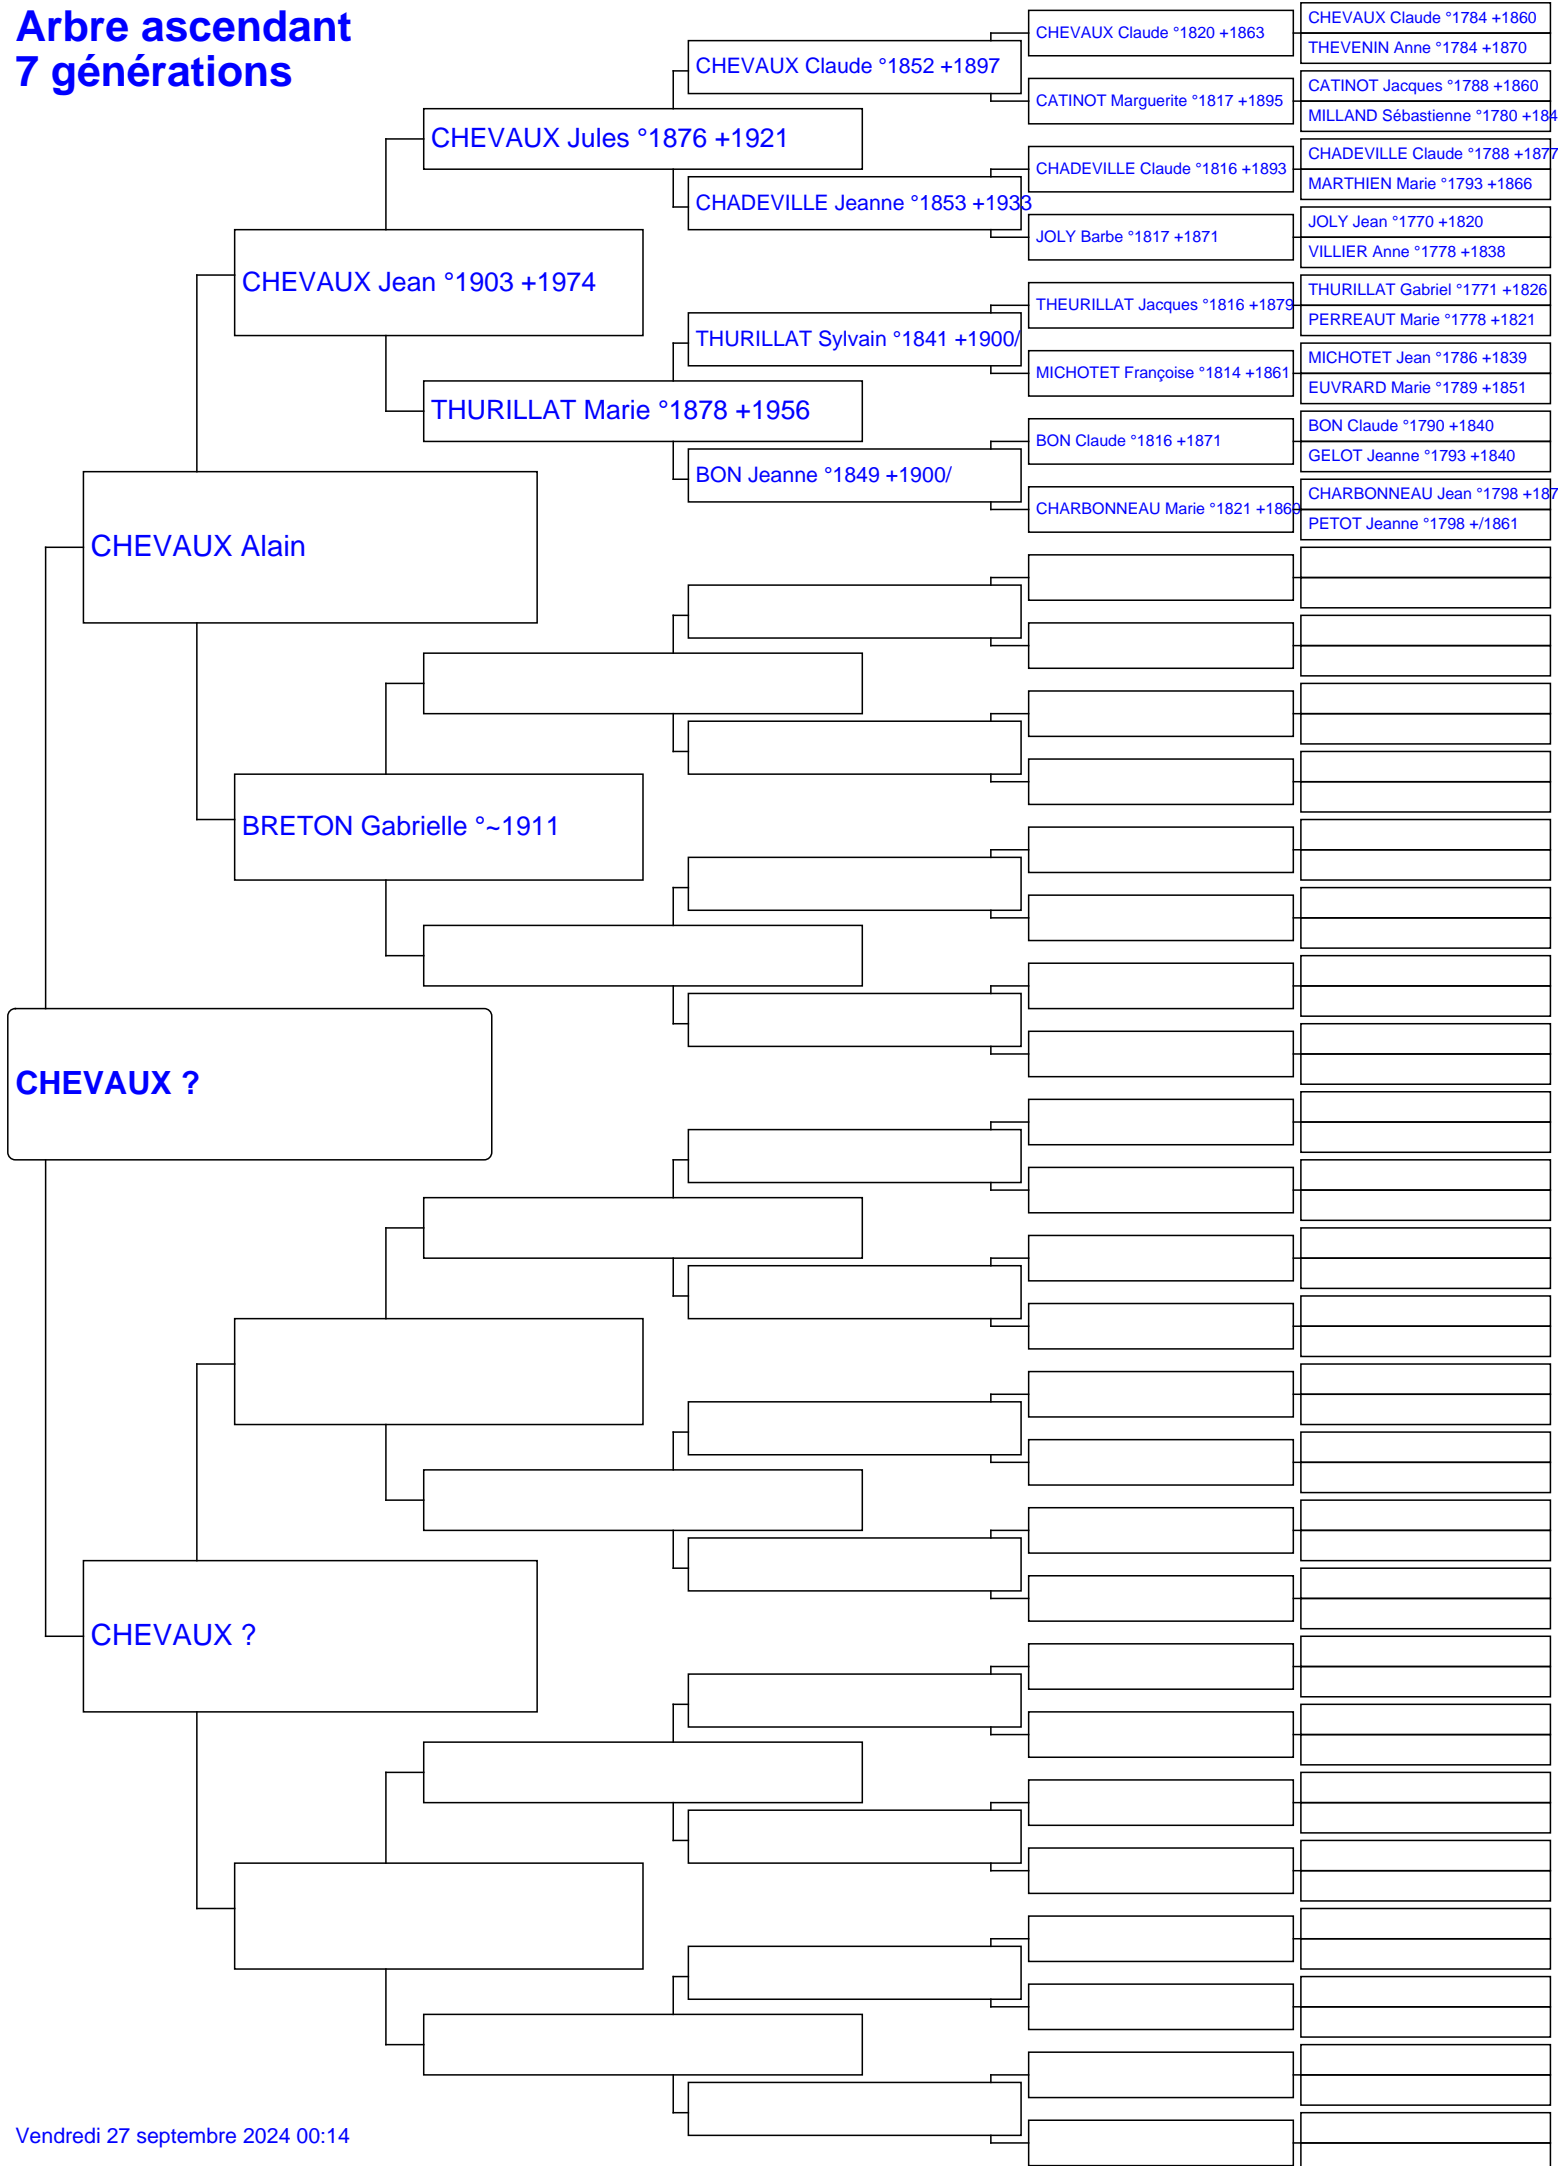 Arbre ascendant
7 générations
CHEVAUX Claude °1784 +1860
CHEVAUX Claude °1820 +1863
THEVENIN Anne °1784 +1870
CHEVAUX Claude °1852 +1897
CATINOT Jacques °1788 +1860
CATINOT Marguerite °1817 +1895
MILLAND Sébastienne °1780 +184
CHEVAUX Jules °1876 +1921
CHADEVILLE Claude °1788 +1877
CHADEVILLE Claude °1816 +1893
MARTHIEN Marie °1793 +1866
CHADEVILLE Jeanne °1853 +1933
JOLY Jean °1770 +1820
JOLY Barbe °1817 +1871
VILLIER Anne °1778 +1838
CHEVAUX Jean °1903 +1974
THURILLAT Gabriel °1771 +1826
THEURILLAT Jacques °1816 +1879
PERREAUT Marie °1778 +1821
THURILLAT Sylvain °1841 +1900/
MICHOTET Jean °1786 +1839
MICHOTET Françoise °1814 +1861
EUVRARD Marie °1789 +1851
THURILLAT Marie °1878 +1956
BON Claude °1790 +1840
BON Claude °1816 +1871
GELOT Jeanne °1793 +1840
BON Jeanne °1849 +1900/
CHARBONNEAU Jean °1798 +187
CHARBONNEAU Marie °1821 +1860
PETOT Jeanne °1798 +/1861
CHEVAUX Alain
BRETON Gabrielle °~1911
CHEVAUX ?
CHEVAUX ?
Vendredi 27 septembre 2024 00:14